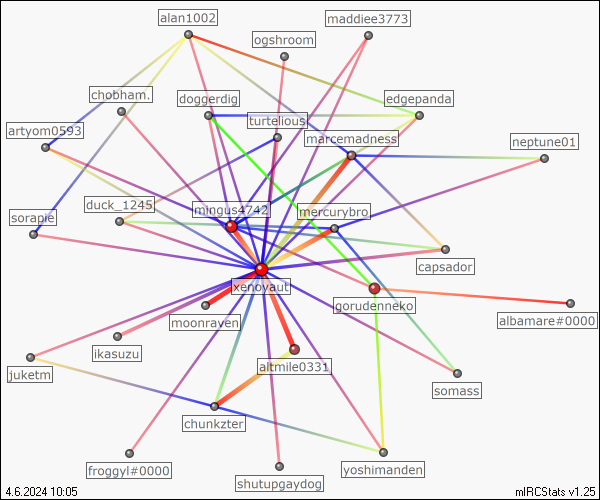 alan1002
maddiee3773
ogshroom
chobham.
doggerdig
edgepanda
turtelious
artyom0593
marcemadness
neptune01
duck_1245
mingus4742
mercurybro
sorapie
capsador
xenoyaut
gorudenneko
moonraven
albamare#0000
ikasuzu
altmile0331
juketm
somass
chunkzter
froggyl#0000
yoshimanden
shutupgaydog
4.6.2024 10:05
mIRCStats v1.25